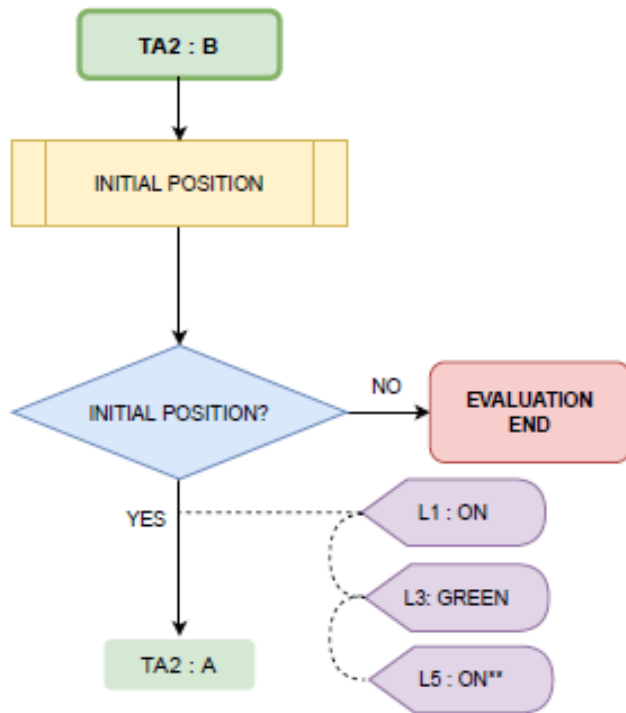 TA2 : B
INITIAL POSITION
INITIAL POSITION?
NO
EVALUATION
END
YES
L1 : ON
L3: GREEN
TA2 : A
L5 : ON**